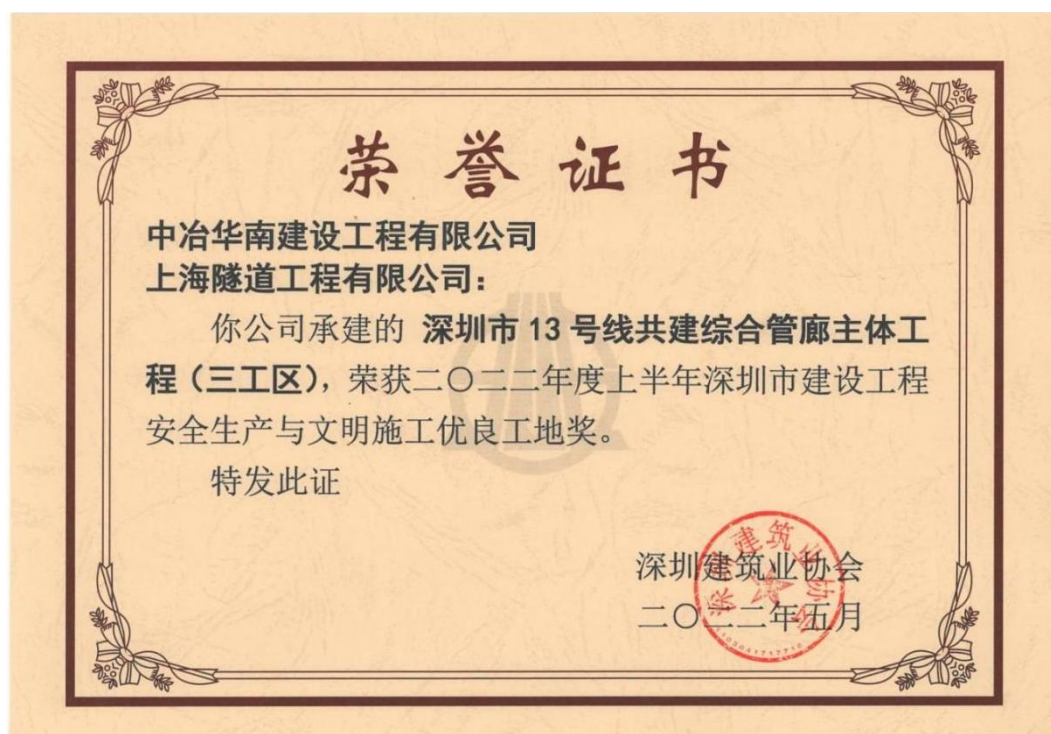 荣誉证书
中冶华南建设工程有限公司
上海隧道工程有限公司：
你公司承建的 深圳市 13 号线共建综合管廊主体工
程（三工区），荣获二〇二二年度上半年深圳市建设工程
安全生产与文明施工优良工地奖。
特发此证
深圳建筑业协会
二〇二二年五月